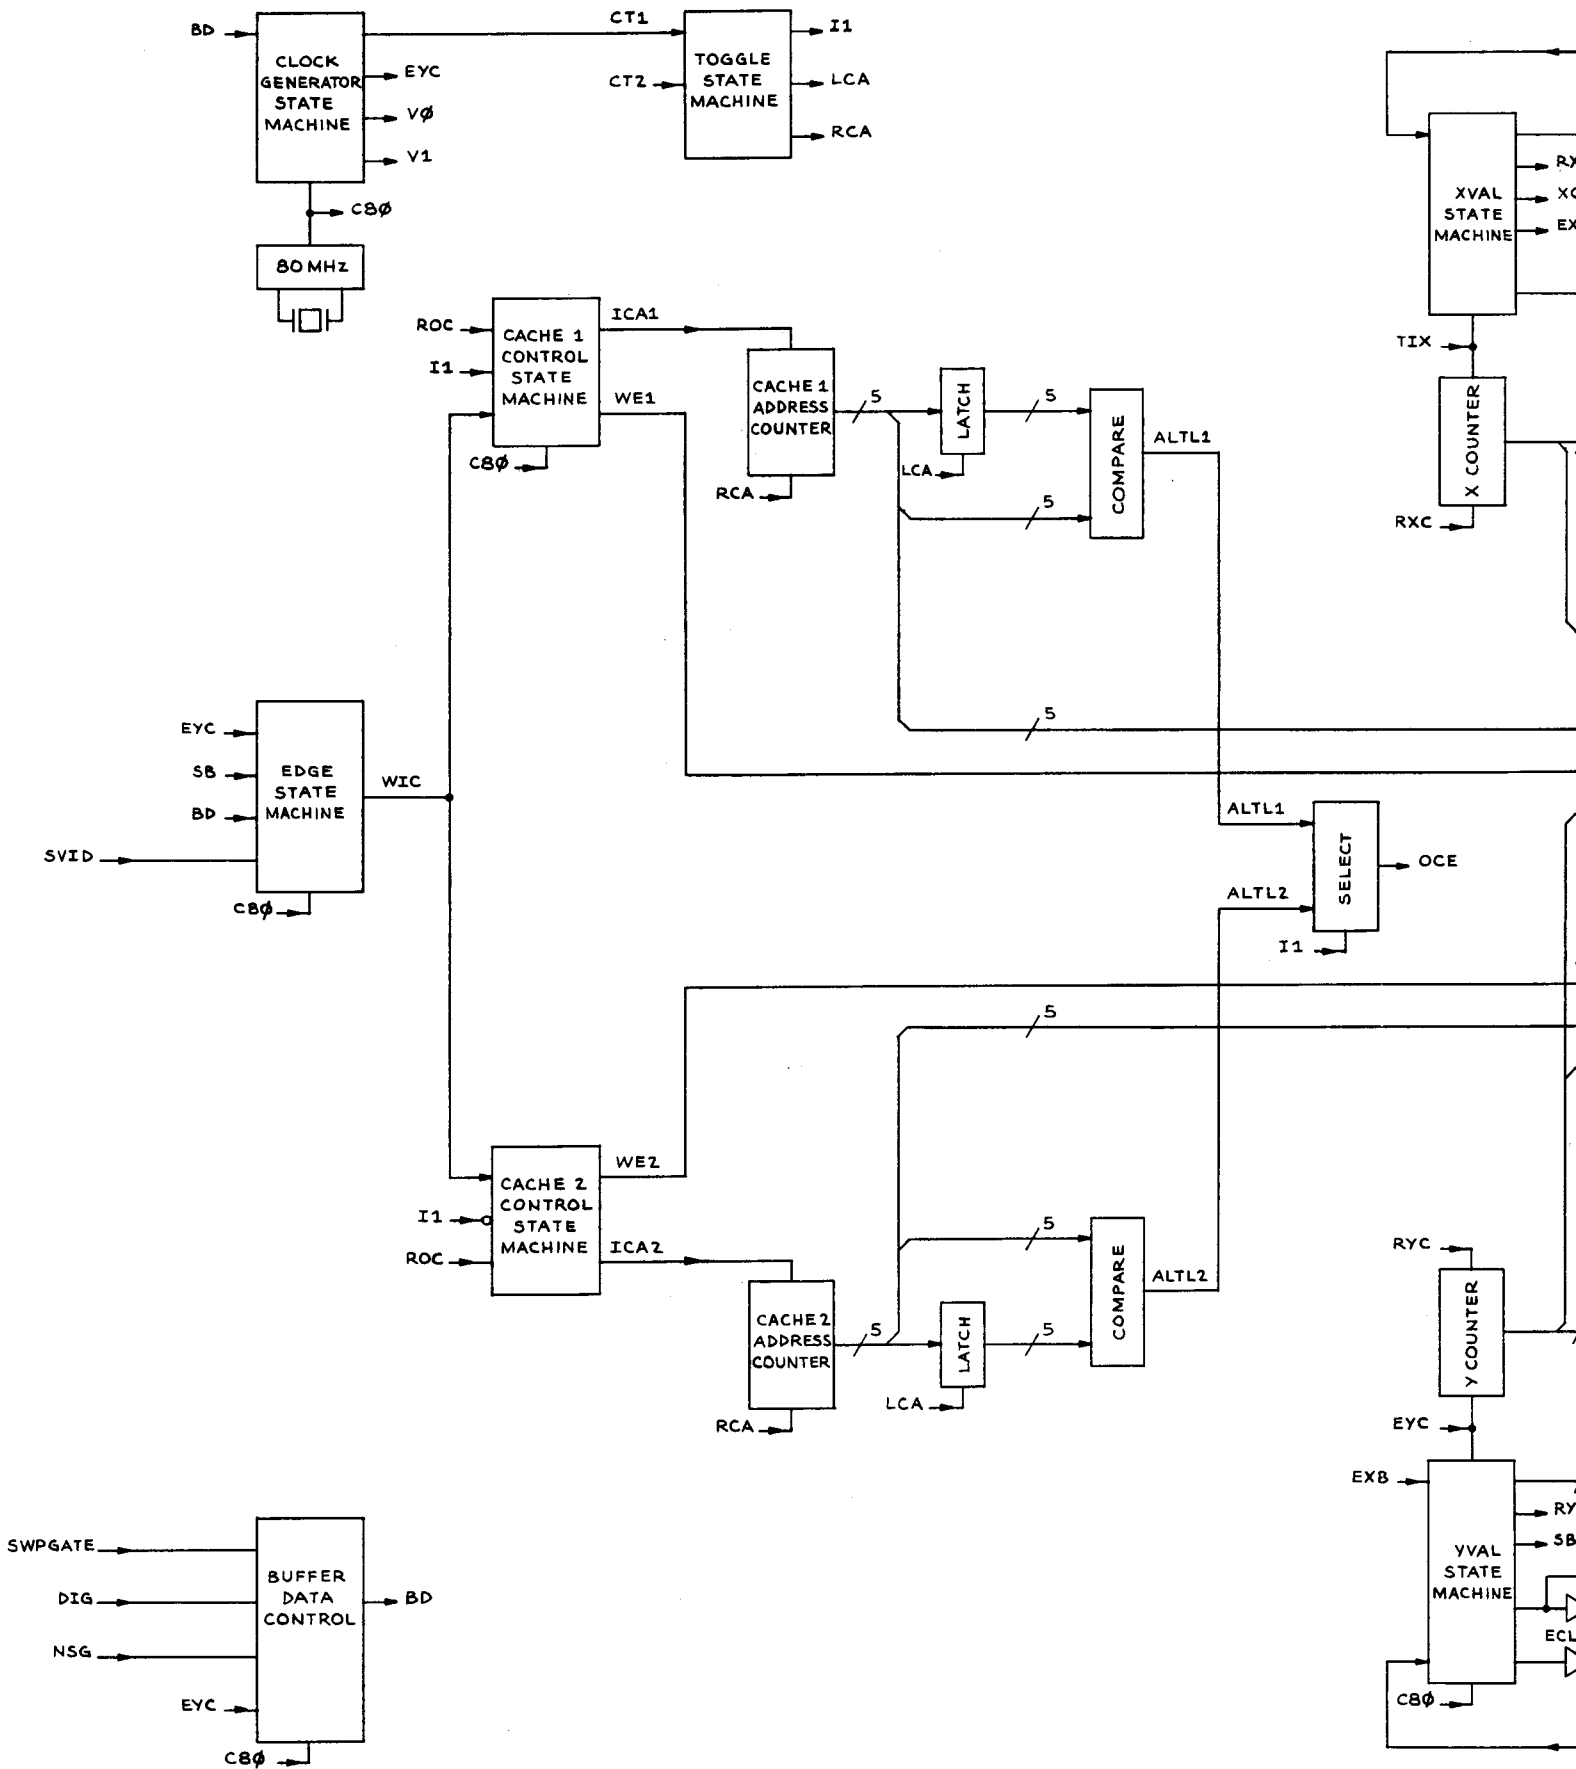 BD
CLOCK
GENERATOR
STATE
MACHINE
CT1
EYC
VØ
V1
C8Ø
80 MHz
CT2
TOGGLE
STATE
MACHINE
I1
LCA
RCA
XVAL
STATE
MACHINE
RX
XC
EX
TIX
X COUNTER
RXC
ROC
I1
CACHE 1
CONTROL
STATE
MACHINE
C8Ø
ICA1
WE1
CACHE 1
ADDRESS
COUNTER
RCA
5
LATCH
LCA
5
5
COMPARE
ALTL1
5
EYC
SB
BD
SVID
EDGE
STATE
MACHINE
C8Ø
WIC
ALTL1
ALTL2
SELECT
I1
OCE
5
I1
ROC
CACHE 2
CONTROL
STATE
MACHINE
WE2
ICA2
CACHE 2
ADDRESS
COUNTER
RCA
5
5
LATCH
LCA
5
COMPARE
ALTL2
RYC
Y COUNTER
EYC
EXB
YVAL
STATE
MACHINE
C8Ø
RY
SB
ECL
SWPGATE
DIG
NSG
EYC
BUFFER
DATA
CONTROL
C8Ø
BD